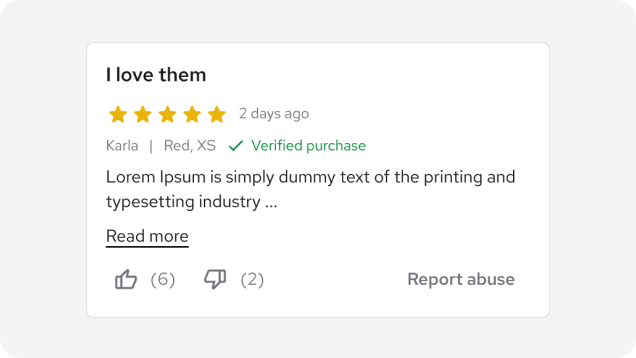 I love them
2 days ago
Karla | Red, XS Verified purchase
Lorem Ipsum is simply dummy text of the printing and
typesetting industry ...
Read more
(6) (2) Report abuse